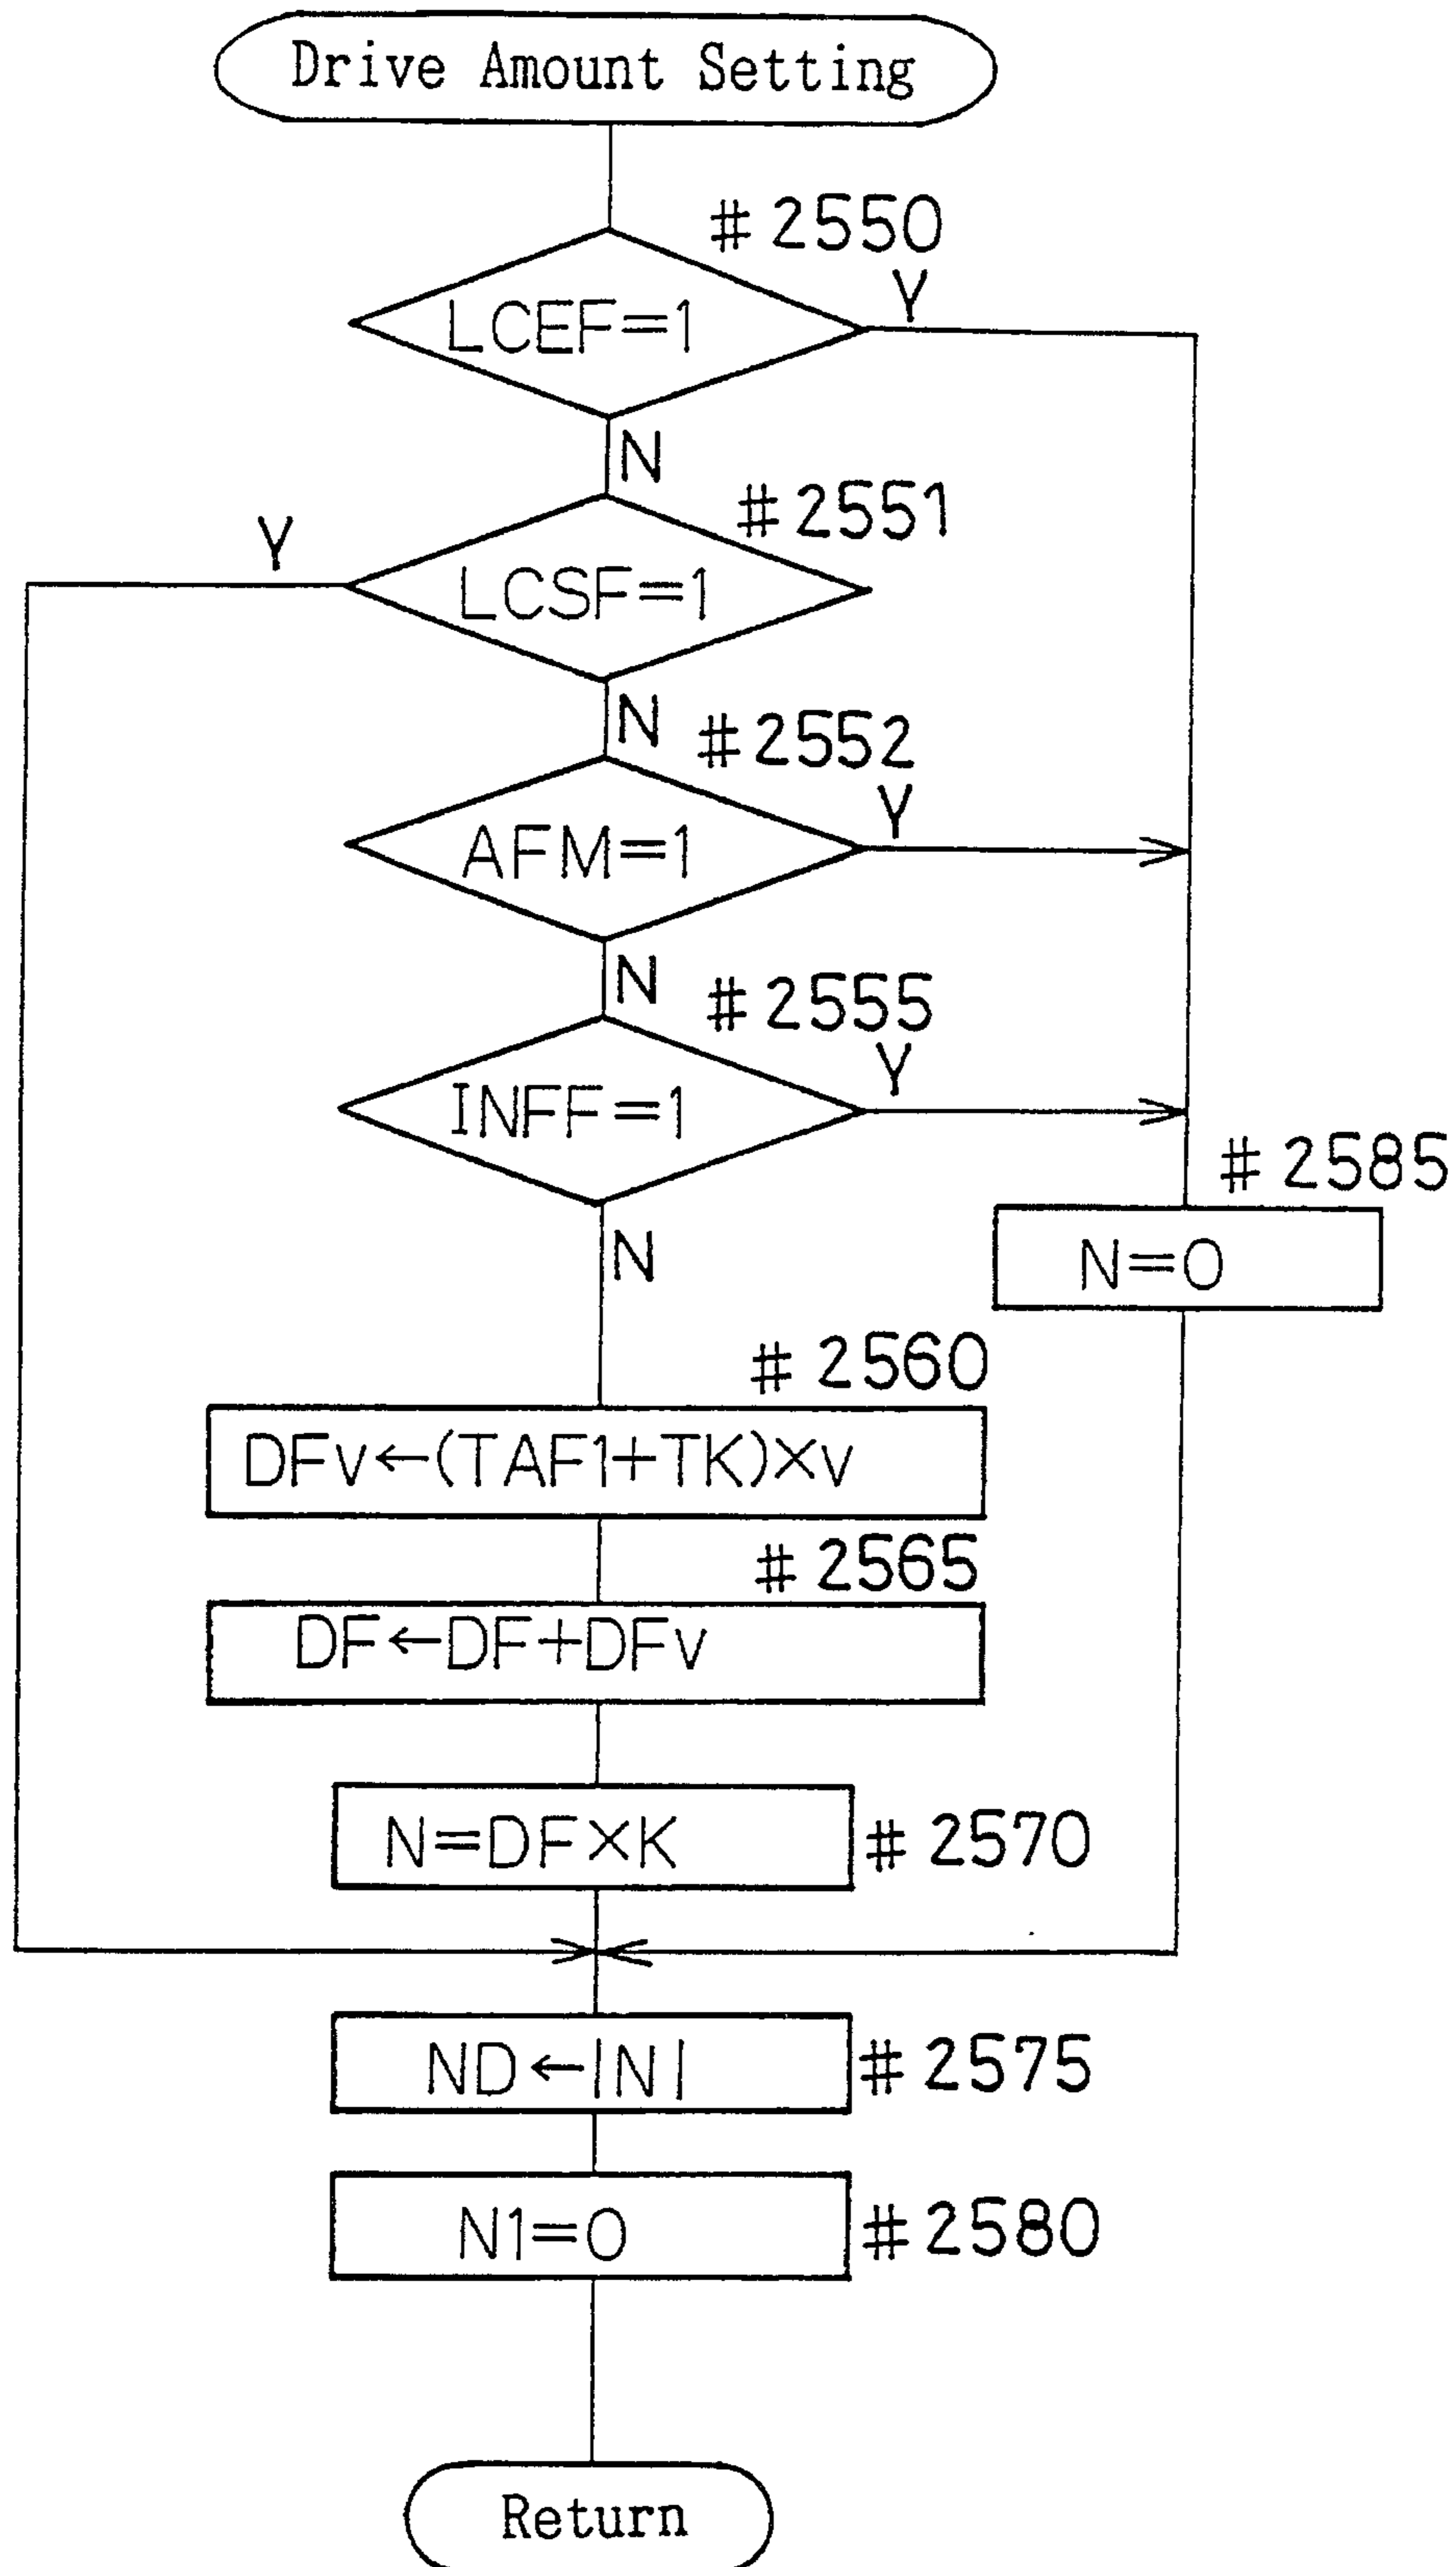 Drive Amount Setting
#2550
LCEF=1
Y
N
#2551
Y
LCSF=1
N
#2552
AFM=1
Y
N
#2555
INFF=1
Y
N
#2585
N=0
#2560
DFv←(TAF1+TK)×v
#2565
DF←DF+DFv
N=DF×K
#2570
ND←|N|
#2575
N1=0
#2580
Return